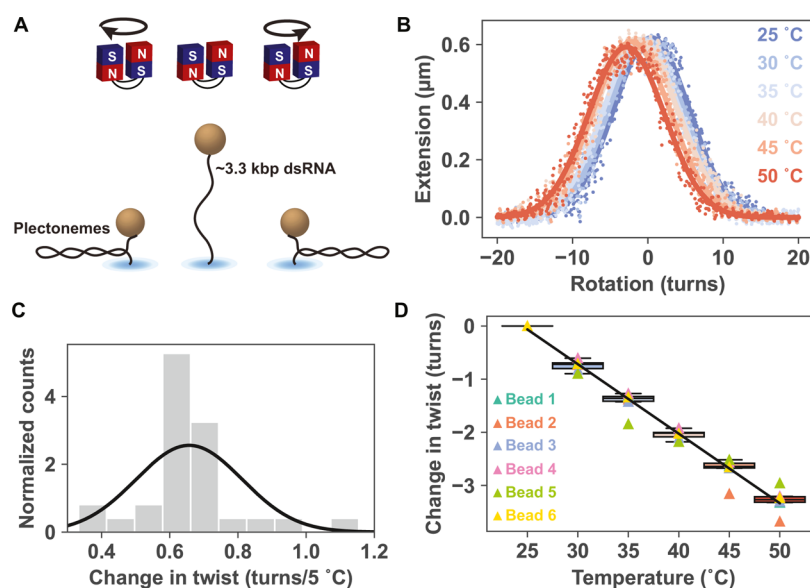 A
S N
N S
S N
N S
S N
N S
~3.3 kbp dsRNA
Plectonemes
B
Extension (μm)
0.6
0.4
0.2
0.0
25 ˚C
30 ˚C
35 ˚C
40 ˚C
45 ˚C
50 ˚C
−20 −10 0 10 20
Rotation (turns)
C
Normalized counts
4
2
0
0.4 0.6 0.8 1.0 1.2
Change in twist (turns/5 ˚C)
D
Change in twist (turns)
0
−1
−2
−3
Bead 1
Bead 2
Bead 3
Bead 4
Bead 5
Bead 6
25 30 35 40 45 50
Temperature (˚C)